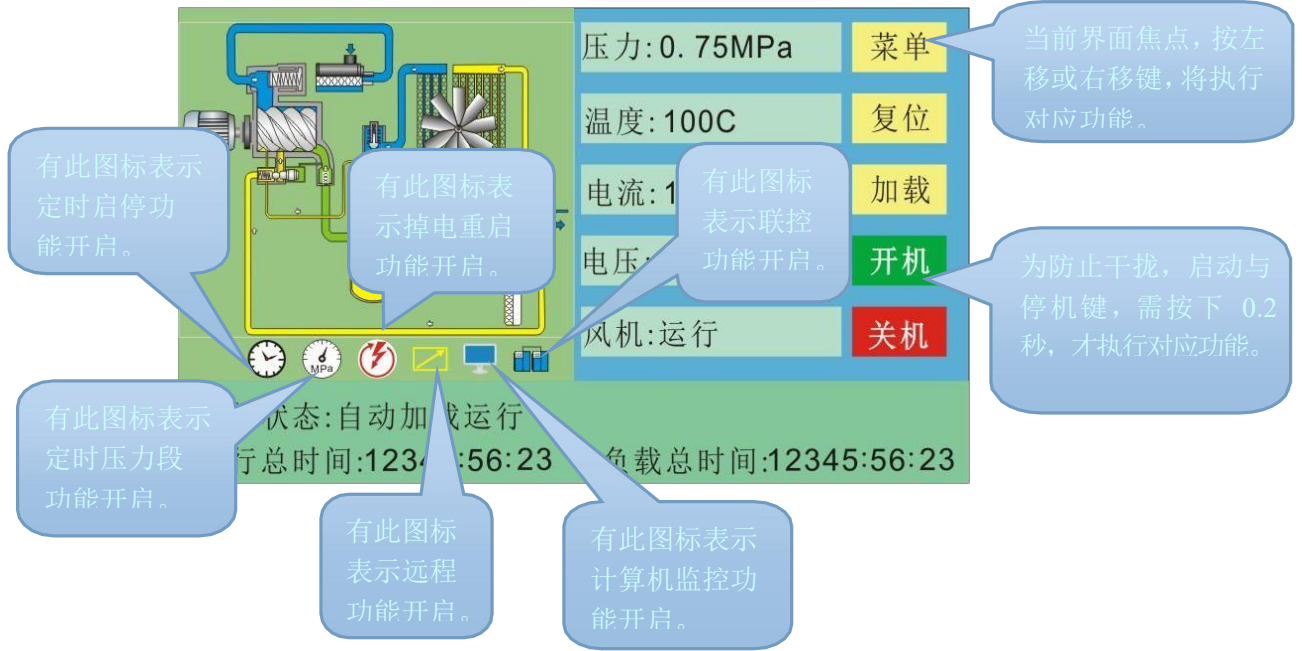 压力:0.75MPa
菜单
温度:100C
复位
电流:1
加载
电压:
开机
风机:运行
关机
MPa
状态:自动加载运行
行总时间:12345:56:23
负载总时间:12345:56:23
当前界面焦点,按左
移或右移键,将执行
对应功能。
有此图标表示
定时启停功
能开启。
有此图标表
示掉电重启
功能开启。
有此图标
表示联控
功能开启。
为防止干拢,启动与
停机键,需按下 0.2
秒,才执行对应功能。
有此图标表示
定时压力段
功能开启。
有此图标
表示远程
功能开启。
有此图标表示
计算机监控功
能开启。